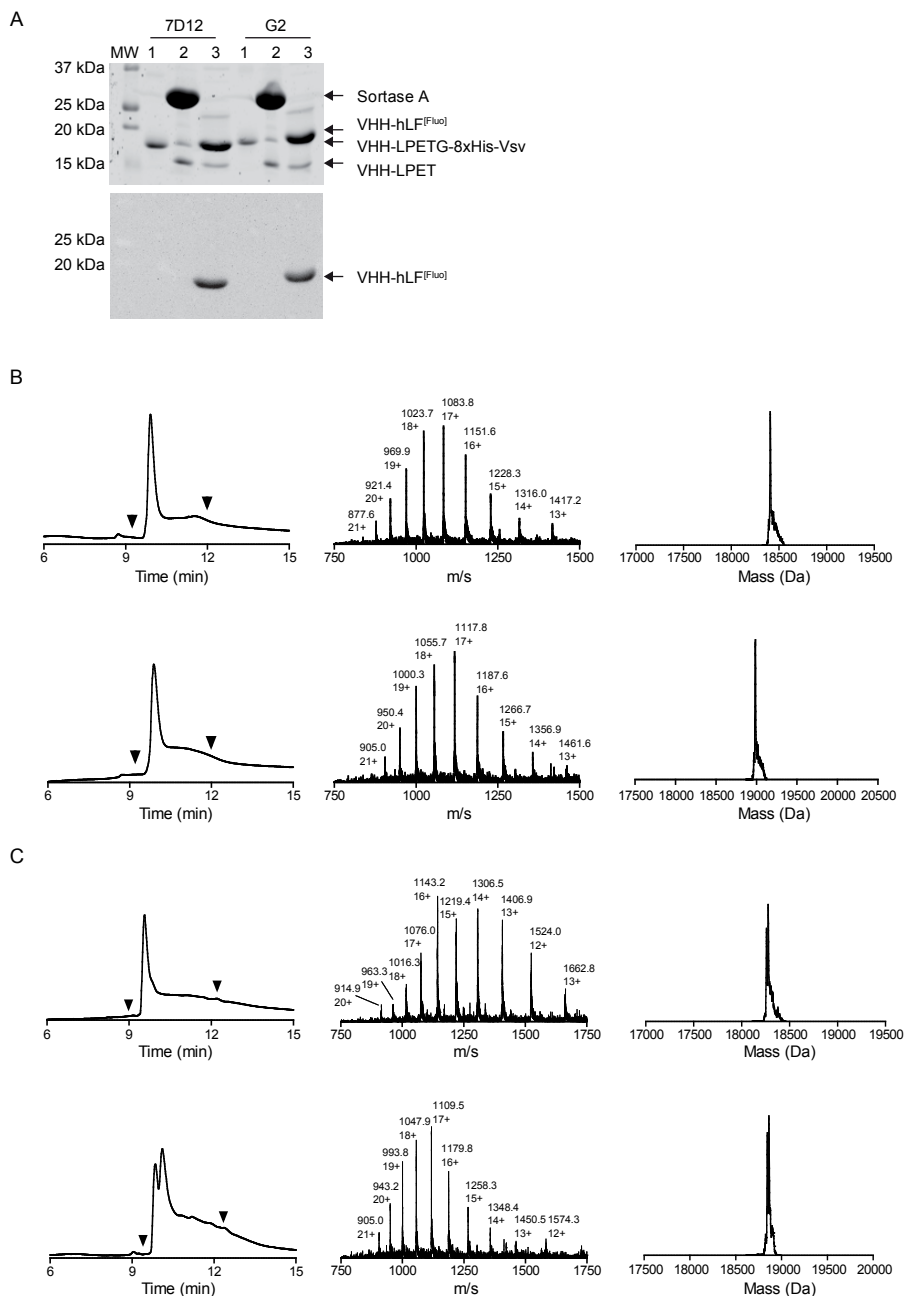 A
7D12 G2
MW 1 2 3 1 2 3
37 kDa
25 kDa
20 kDa
15 kDa
Sortase A
VHH-hLF[Fluo]
VHH-LPETG-8xHis-Vsv
VHH-LPET
25 kDa
20 kDa
VHH-hLF[Fluo]
B
6 9 12 15
Time (min)
877.6 21+
921.4 20+
969.9 19+
1023.7 18+
1083.8 17+
1151.6 16+
1228.3 15+
1316.0 14+
1417.2 13+
750 1000 1250 1500
m/s
17000 17500 18000 18500 19000 19500
Mass (Da)
6 9 12 15
Time (min)
905.0 21+
950.4 20+
1000.3 19+
1055.7 18+
1117.8 17+
1187.6 16+
1266.7 15+
1356.9 14+
1461.6 13+
750 1000 1250 1500
m/s
17500 18000 18500 19000 19500 20000 20500
Mass (Da)
C
6 9 12 15
Time (min)
914.9 20+
963.3 19+
1016.3 18+
1076.0 17+
1143.2 16+
1219.4 15+
1306.5 14+
1406.9 13+
1524.0 12+
1662.8 13+
750 1000 1250 1500 1750
m/s
17000 17500 18000 18500 19000 19500
Mass (Da)
6 9 12 15
Time (min)
905.0 21+
943.2 20+
993.8 19+
1047.9 18+
1109.5 17+
1179.8 16+
1258.3 15+
1348.4 14+
1450.5 13+
1574.3 12+
750 1000 1250 1500 1750
m/s
17500 18000 18500 19000 19500 20000
Mass (Da)